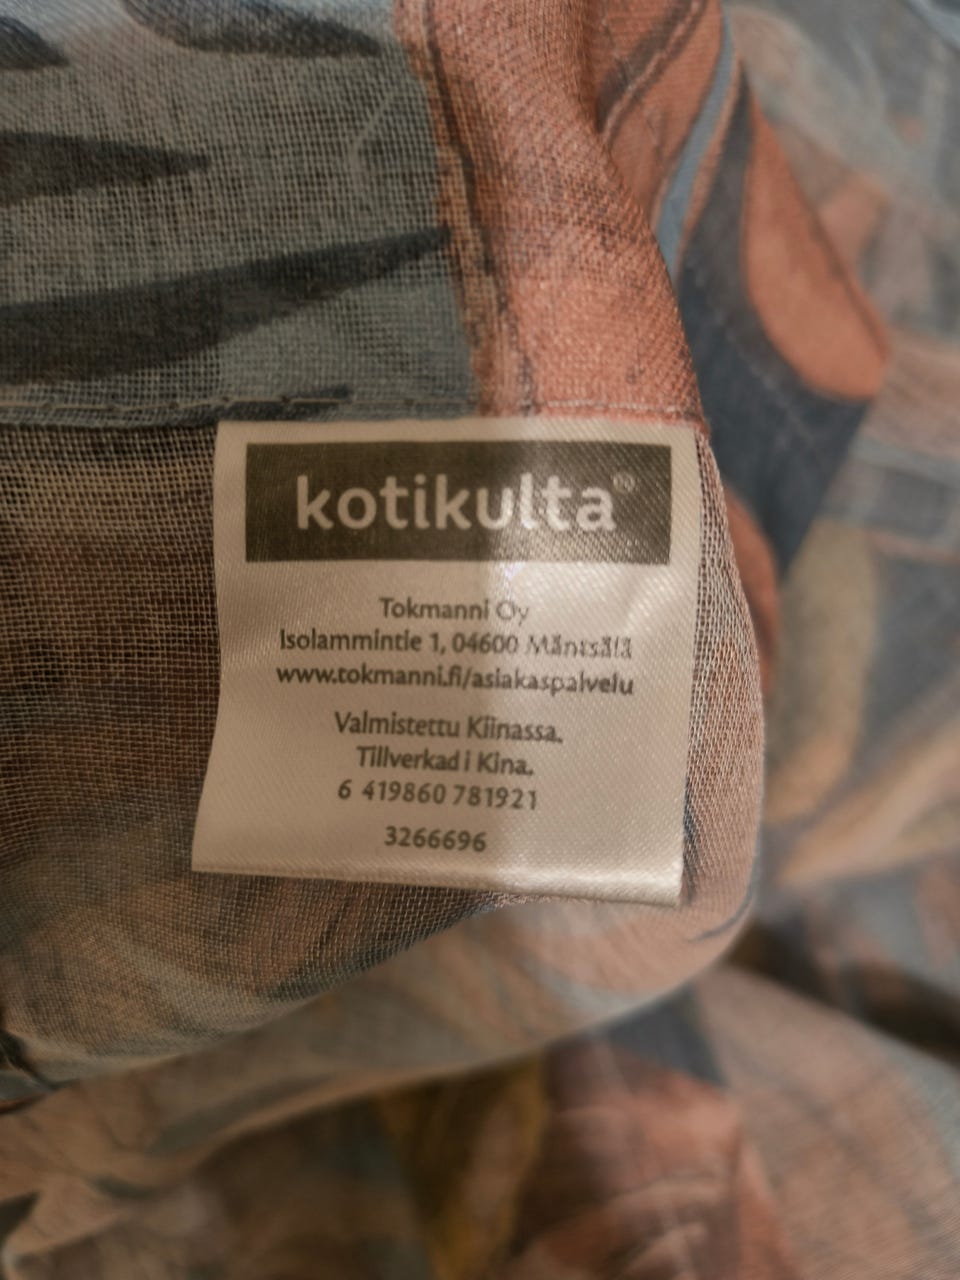 kotikulta®
Tokmanni Oy
Isolammintie 1, 04600 Mäntsälä
www.tokmanni.fi/asiakaspalvelu
Valmistettu Kiinassa.
Tillverkad i Kina.
6 419860 781921
3266696